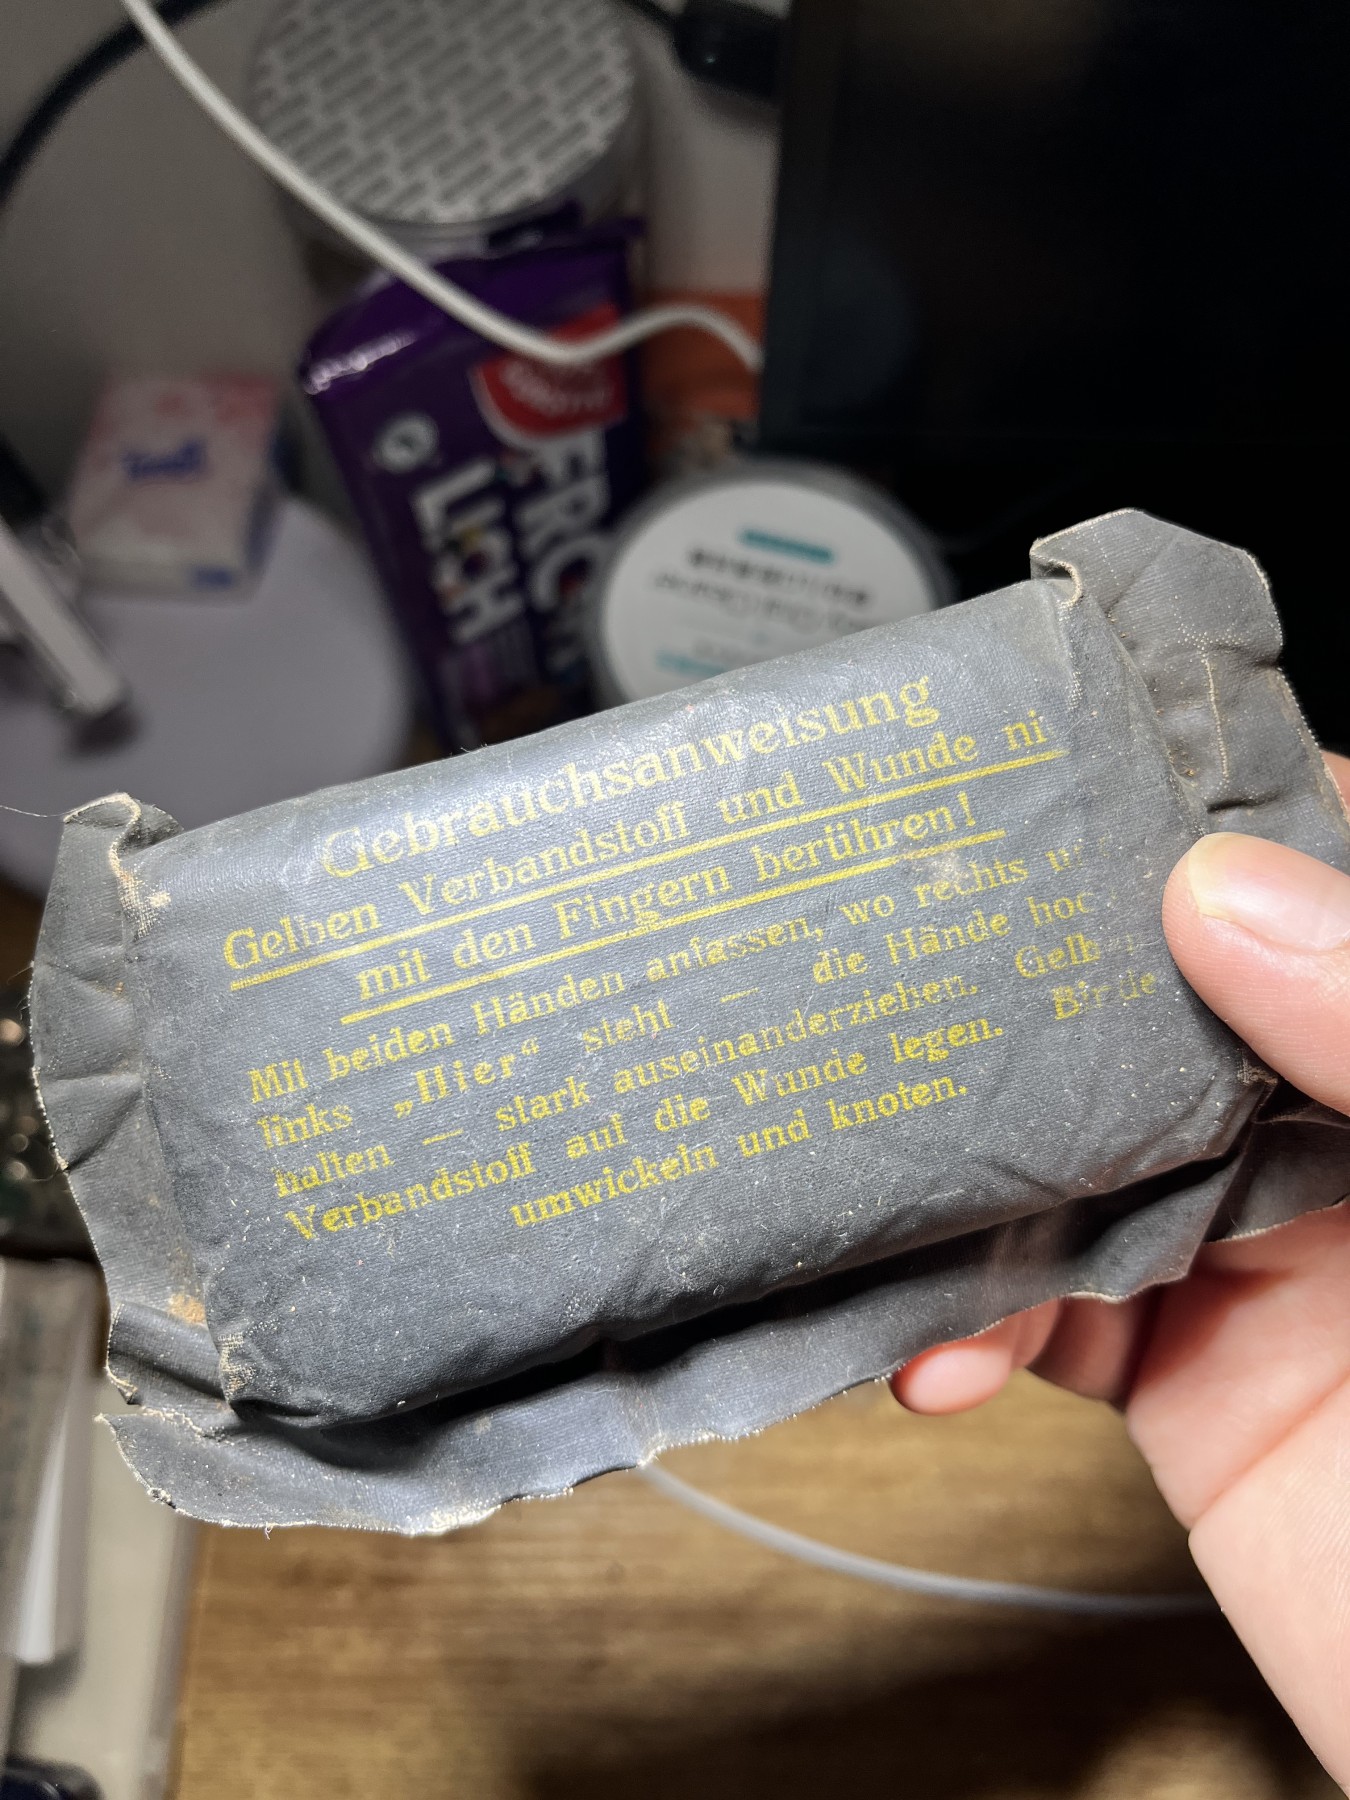 Gebrauchsanweisung
Gelben Verbandstoff und Wunde ni
mit den Fingern berühren!
Mit beiden Händen anfassen, wo rechts
links „Hier“ steht — die Hände hoc
halten — stark auseinanderziehen. Gelb
Verbandstoff auf die Wunde legen. Binde
umwickeln und knoten.